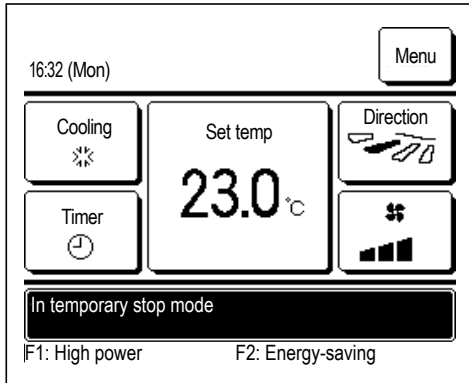 Menu
16:32 (Mon)
Cooling
Set temp
Direction
23.0 °C
Timer
In temporary stop mode
F1: High power F2: Energy-saving